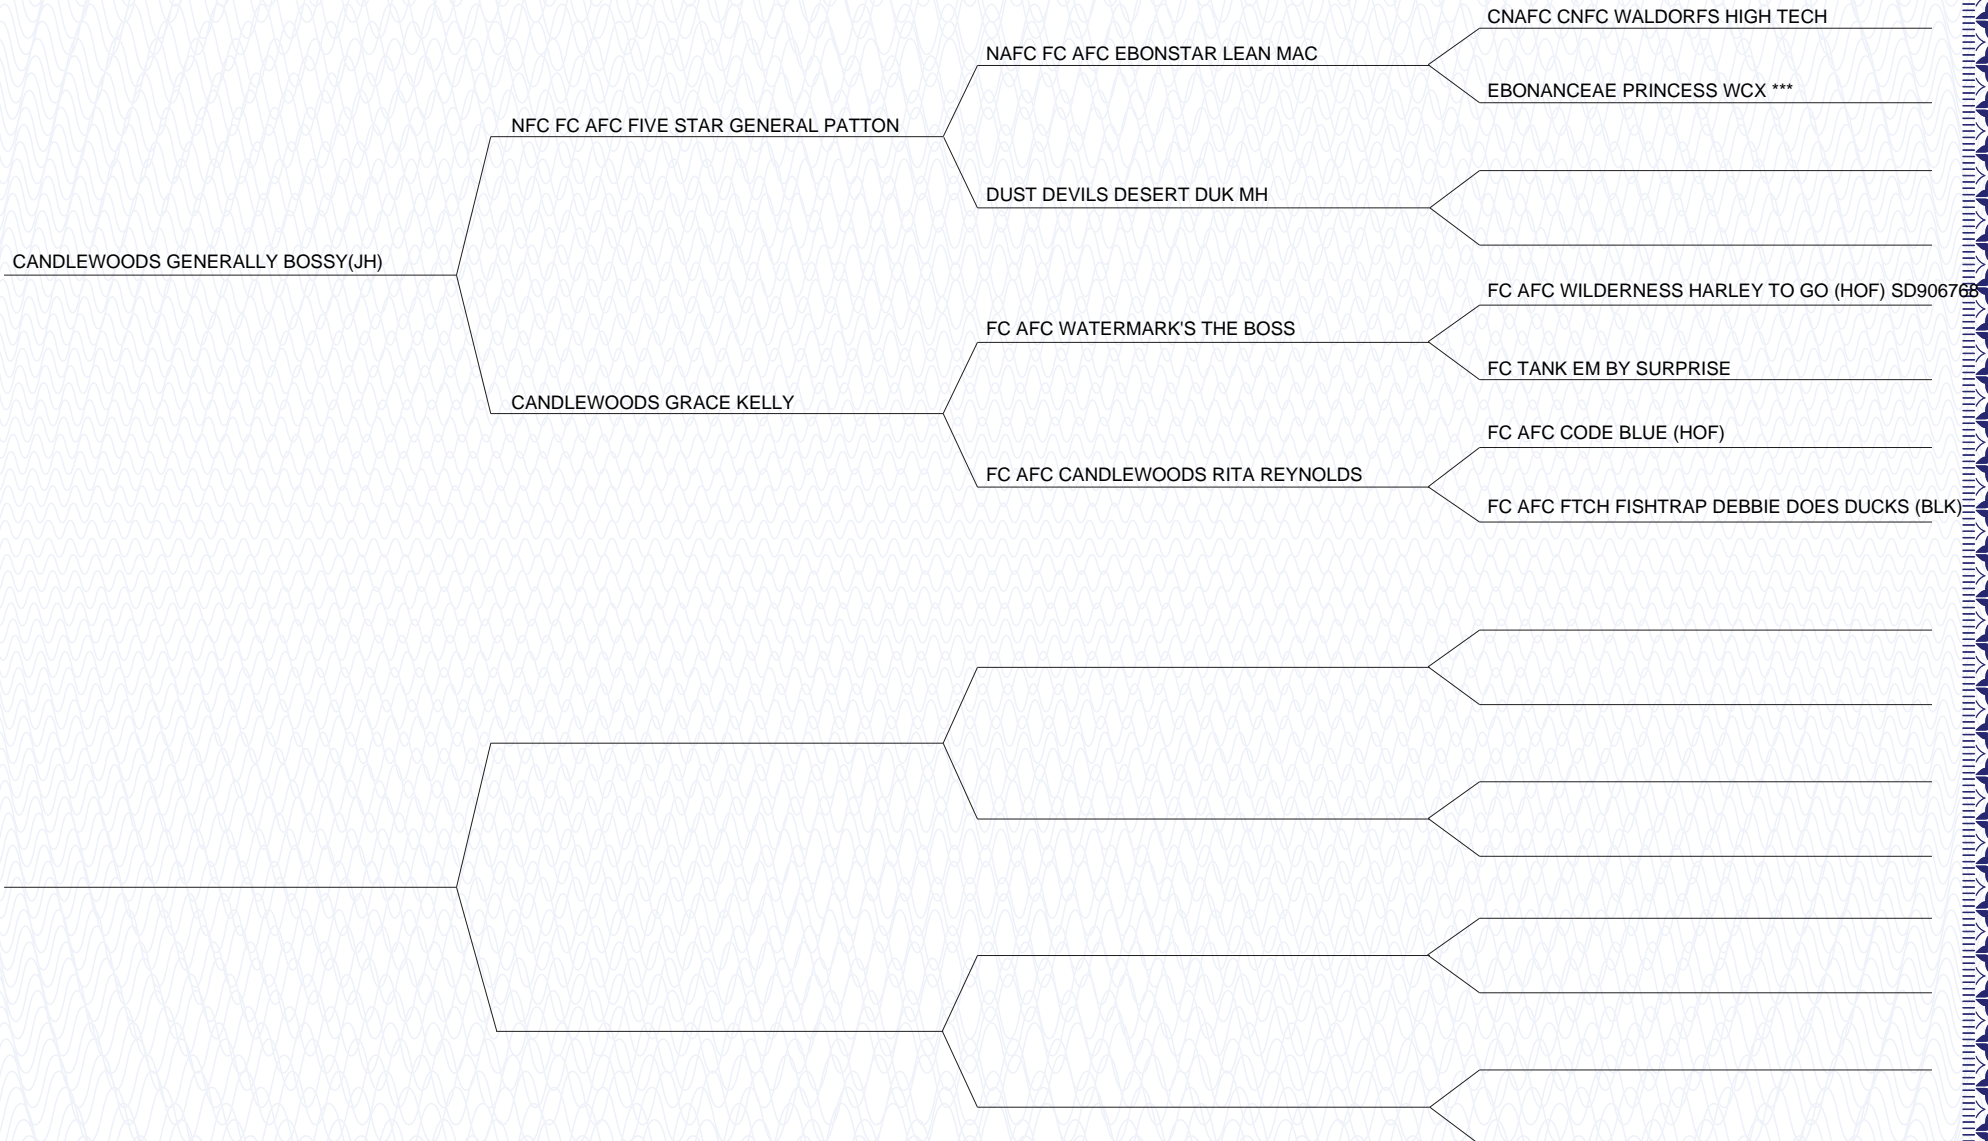 CNAFC CNFC WALDORFS HIGH TECH
NAFC FC AFC EBONSTAR LEAN MAC
EBONANCEAE PRINCESS WCX ***
NFC FC AFC FIVE STAR GENERAL PATTON
DUST DEVILS DESERT DUK MH
CANDLEWOODS GENERALLY BOSSY(JH)
FC AFC WILDERNESS HARLEY TO GO (HOF) SD906768
FC AFC WATERMARK'S THE BOSS
FC TANK EM BY SURPRISE
CANDLEWOODS GRACE KELLY
FC AFC CODE BLUE (HOF)
FC AFC CANDLEWOODS RITA REYNOLDS
FC AFC FTCH FISHTRAP DEBBIE DOES DUCKS (BLK)